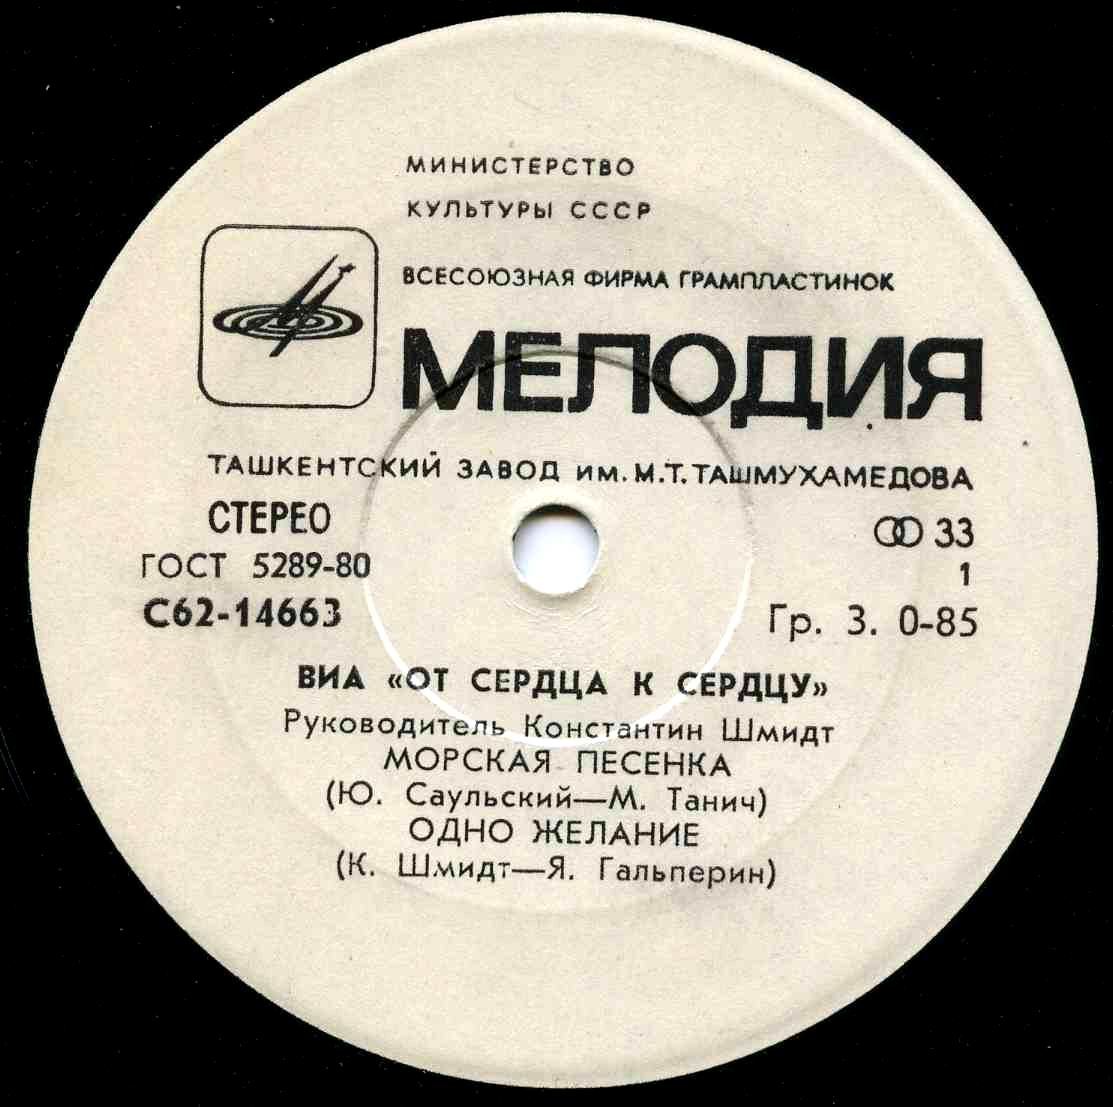 МИНИСТЕРСТВО
КУЛЬТУРЫ СССР
ВСЕСОЮЗНАЯ ФИРМА ГРАМПЛАСТИНОК
МЕЛОДИЯ
ТАШКЕНТСКИЙ ЗАВОД им. М.Т. ТАШМУХАМЕДОВА
СТЕРЕО
33
ГОСТ 5289-80
1
С62-14663
Гр. 3. 0-85
ВИА «ОТ СЕРДЦА К СЕРДЦУ»
Руководитель Константин Шмидт
МОРСКАЯ ПЕСЕНКА
(Ю. Саульский—М. Танич)
ОДНО ЖЕЛАНИЕ
(К. Шмидт—Я. Гальперин)